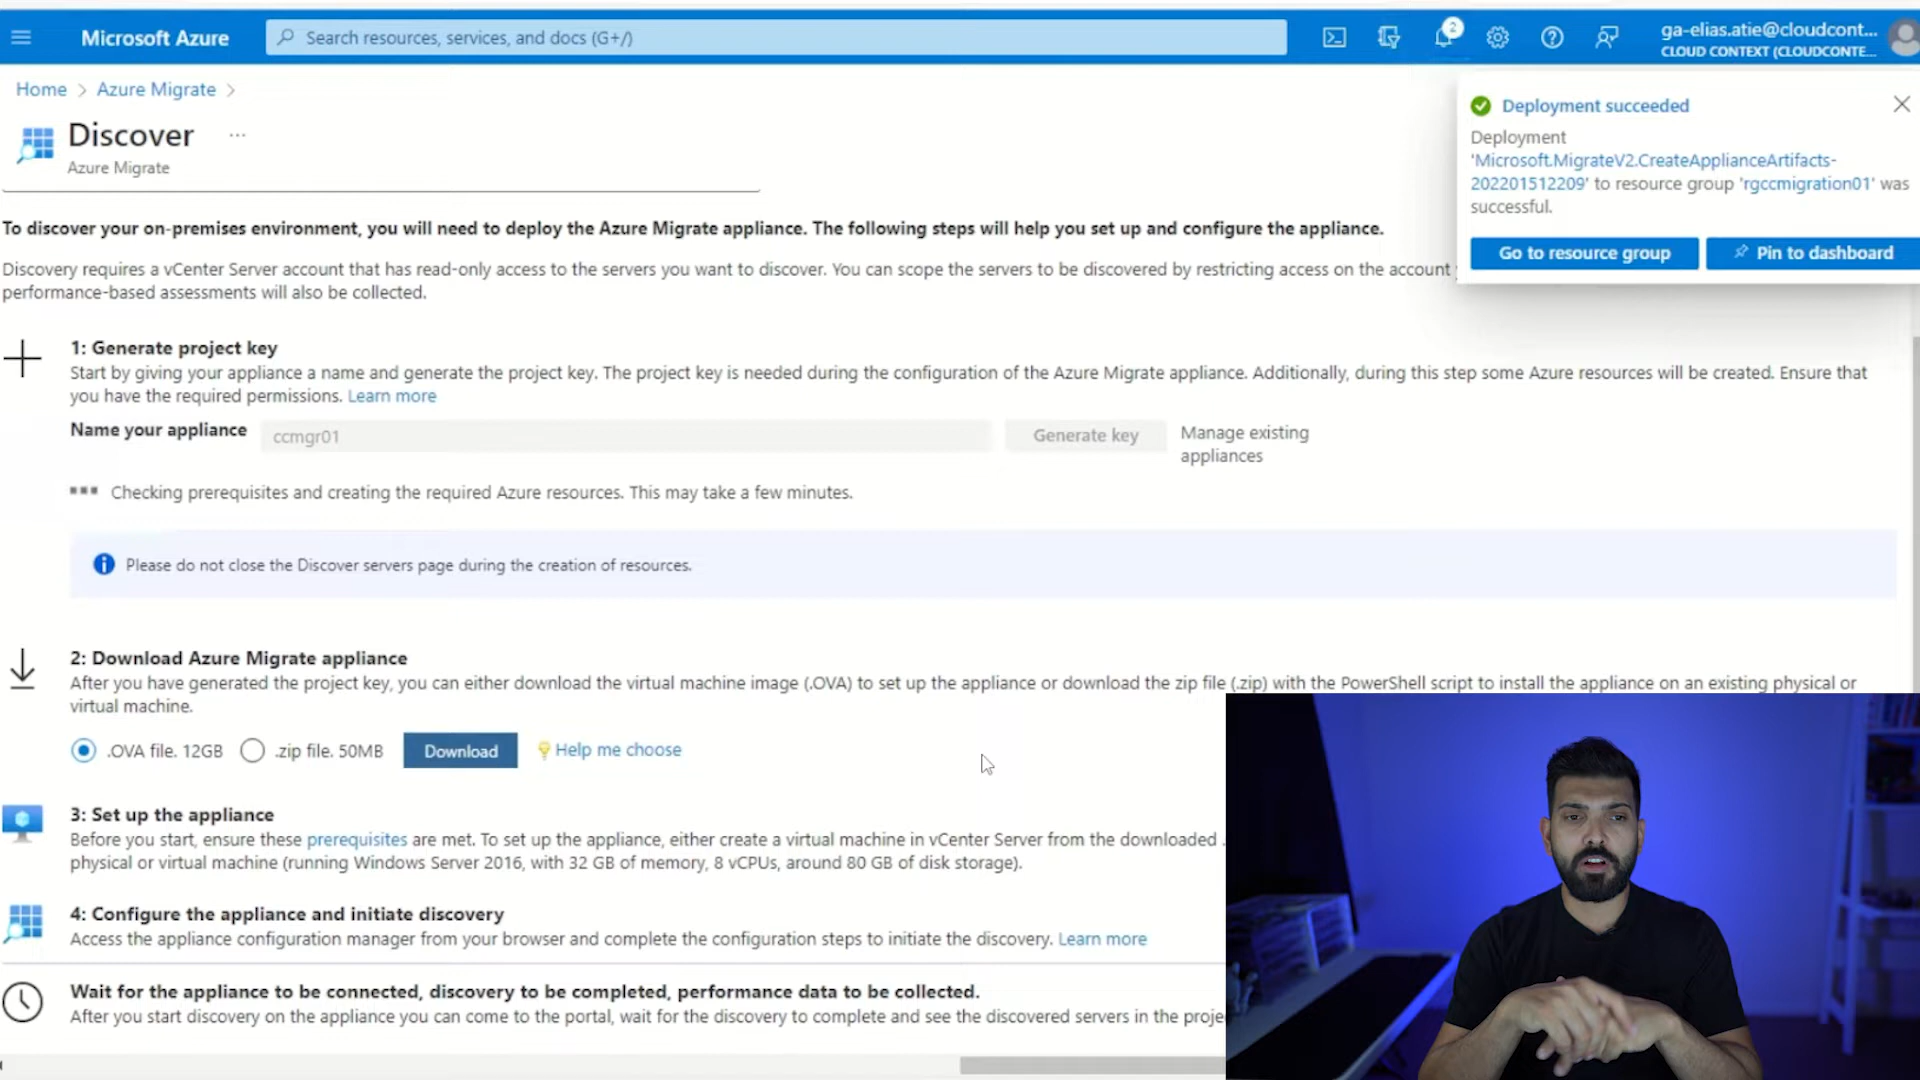 Microsoft Azure
Search resources, services, and docs (G+/)
2
ga-elias.atie@cloudcont...
CLOUD CONTEXT (CLOUDCONTE...
Home > Azure Migrate >
Discover ...
Azure Migrate
Deployment succeeded
Deployment
'Microsoft.MigrateV2.CreateApplianceArtifacts-
202201512209' to resource group 'rgccmigration01' was
successful.
Go to resource group
Pin to dashboard
To discover your on-premises environment, you will need to deploy the Azure Migrate appliance. The following steps will help you set up and configure the appliance.
Discovery requires a vCenter Server account that has read-only access to the servers you want to discover. You can scope the servers to be discovered by restricting access on the account
performance-based assessments will also be collected.
1: Generate project key
Start by giving your appliance a name and generate the project key. The project key is needed during the configuration of the Azure Migrate appliance. Additionally, during this step some Azure resources will be created. Ensure that
you have the required permissions. Learn more
Name your appliance
ccmgr01
Generate key
Manage existing
appliances
Checking prerequisites and creating the required Azure resources. This may take a few minutes.
Please do not close the Discover servers page during the creation of resources.
2: Download Azure Migrate appliance
After you have generated the project key, you can either download the virtual machine image (.OVA) to set up the appliance or download the zip file (.zip) with the PowerShell script to install the appliance on an existing physical or
virtual machine.
.OVA file. 12GB
.zip file. 50MB
Download
Help me choose
3: Set up the appliance
Before you start, ensure these prerequisites are met. To set up the appliance, either create a virtual machine in vCenter Server from the downloaded .
physical or virtual machine (running Windows Server 2016, with 32 GB of memory, 8 vCPUs, around 80 GB of disk storage).
4: Configure the appliance and initiate discovery
Access the appliance configuration manager from your browser and complete the configuration steps to initiate the discovery. Learn more
Wait for the appliance to be connected, discovery to be completed, performance data to be collected.
After you start discovery on the appliance you can come to the portal, wait for the discovery to complete and see the discovered servers in the proje